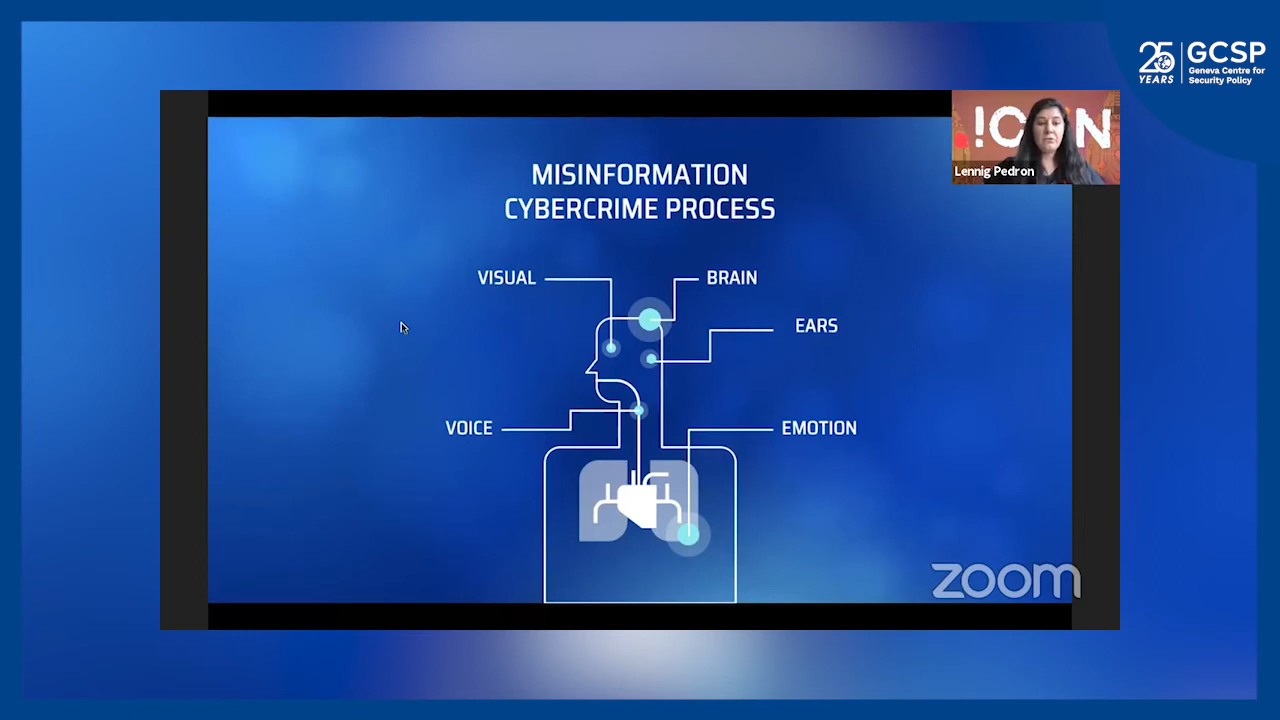 25
YEARS
GCSP
Geneva Centre for
Security Policy
Lennig Pedron
MISINFORMATION
CYBERCRIME PROCESS
VISUAL
BRAIN
EARS
VOICE
EMOTION
zoom